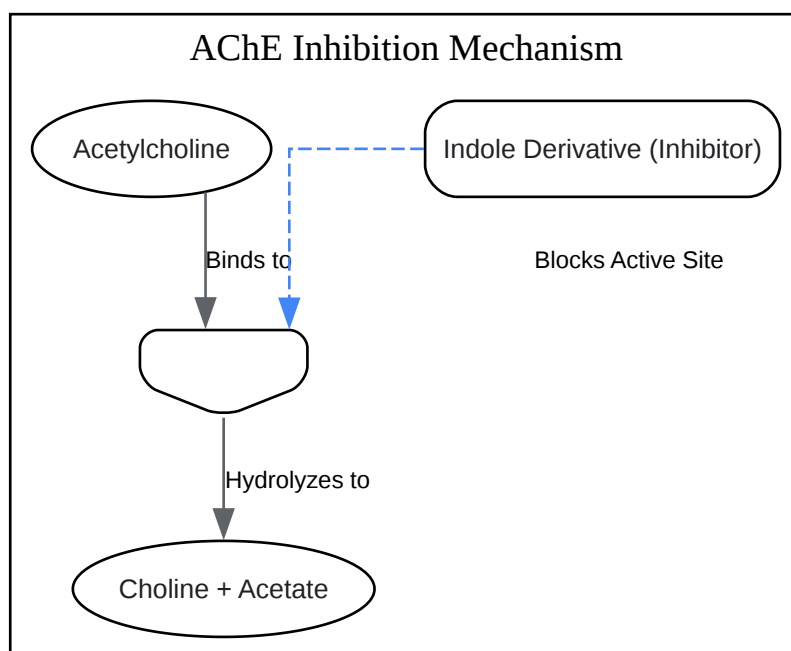 AChE Inhibition Mechanism
Acetylcholine
Indole Derivative (Inhibitor)
Binds to
Blocks Active Site
Hydrolyzes to
Choline + Acetate